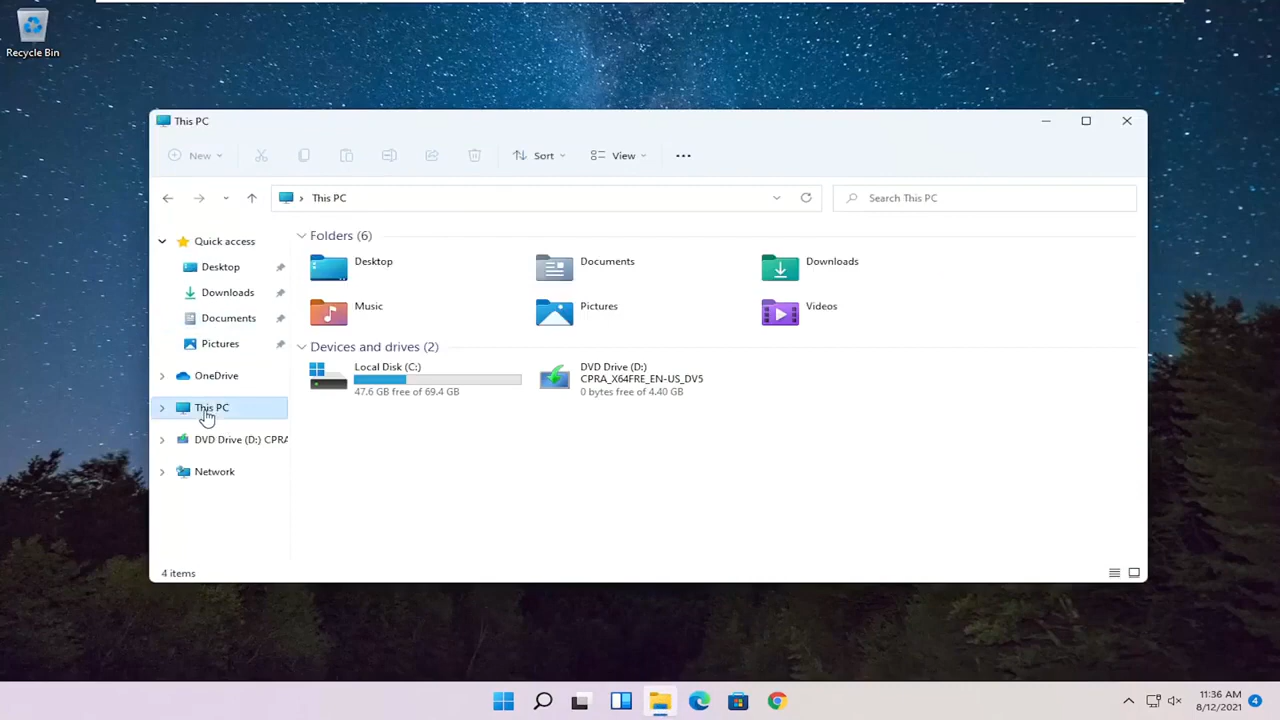 Recycle Bin
This PC
New
Sort
View
This PC
Search This PC
Quick access
Desktop
Downloads
Documents
Pictures
OneDrive
This PC
DVD Drive (D:) CPRA
Network
Folders (6)
Desktop
Documents
Downloads
Music
Pictures
Videos
Devices and drives (2)
Local Disk (C:)
47.6 GB free of 69.4 GB
DVD Drive (D:)
CPRA_X64FRE_EN-US_DV5
0 bytes free of 4.40 GB
4 items
11:36 AM
8/12/2021
4